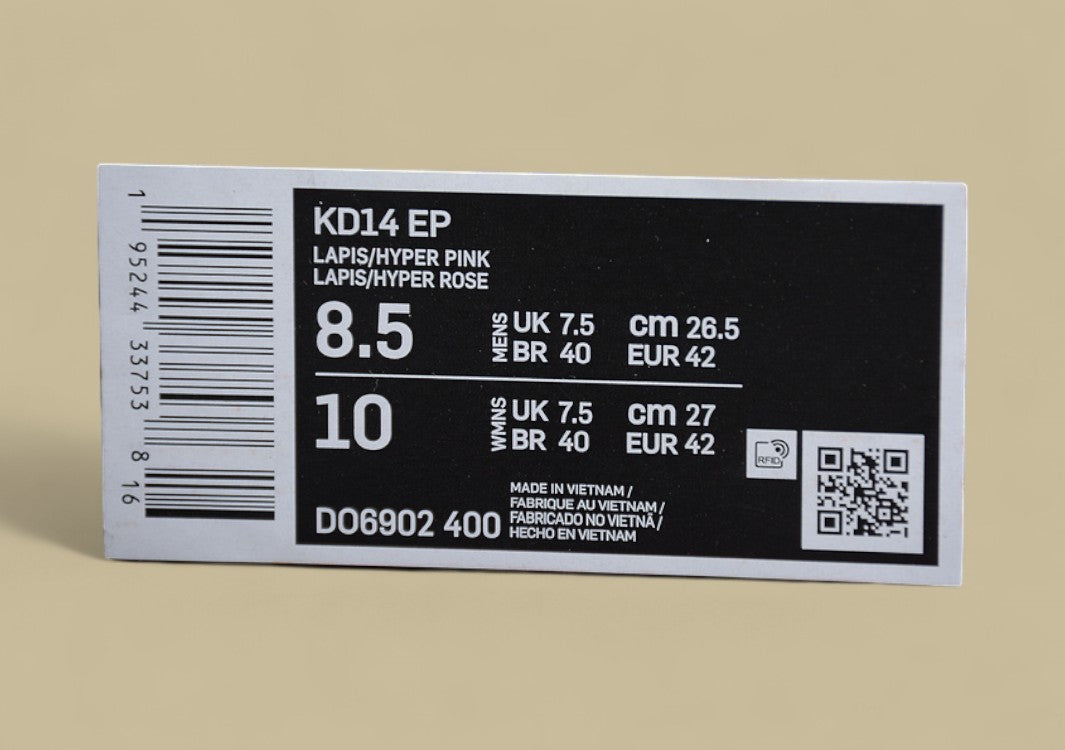 1 95244 33753 8 16
KD14 EP
LAPIS/HYPER PINK
LAPIS/HYPER ROSE
8.5 MENS UK 7.5 cm 26.5
BR 40 EUR 42
10 WMNS UK 7.5 cm 27
BR 40 EUR 42
RFID
DO6902 400
MADE IN VIETNAM /
FABRIQUE AU VIETNAM /
FABRICADO NO VIETNÃ /
HECHO EN VIETNAM